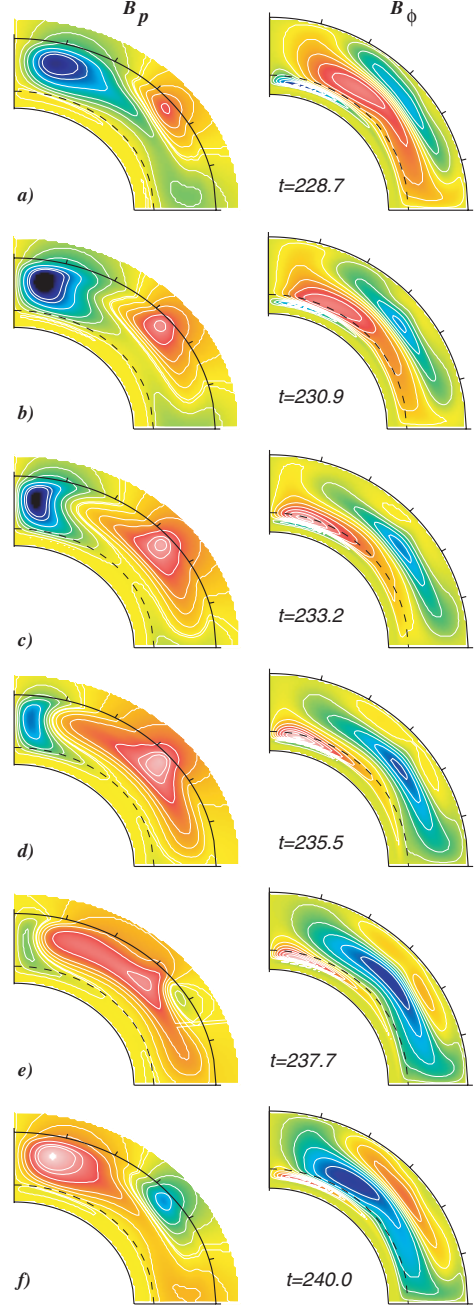 B_p B_ϕ
a) t=228.7
b) t=230.9
c) t=233.2
d) t=235.5
e) t=237.7
f) t=240.0